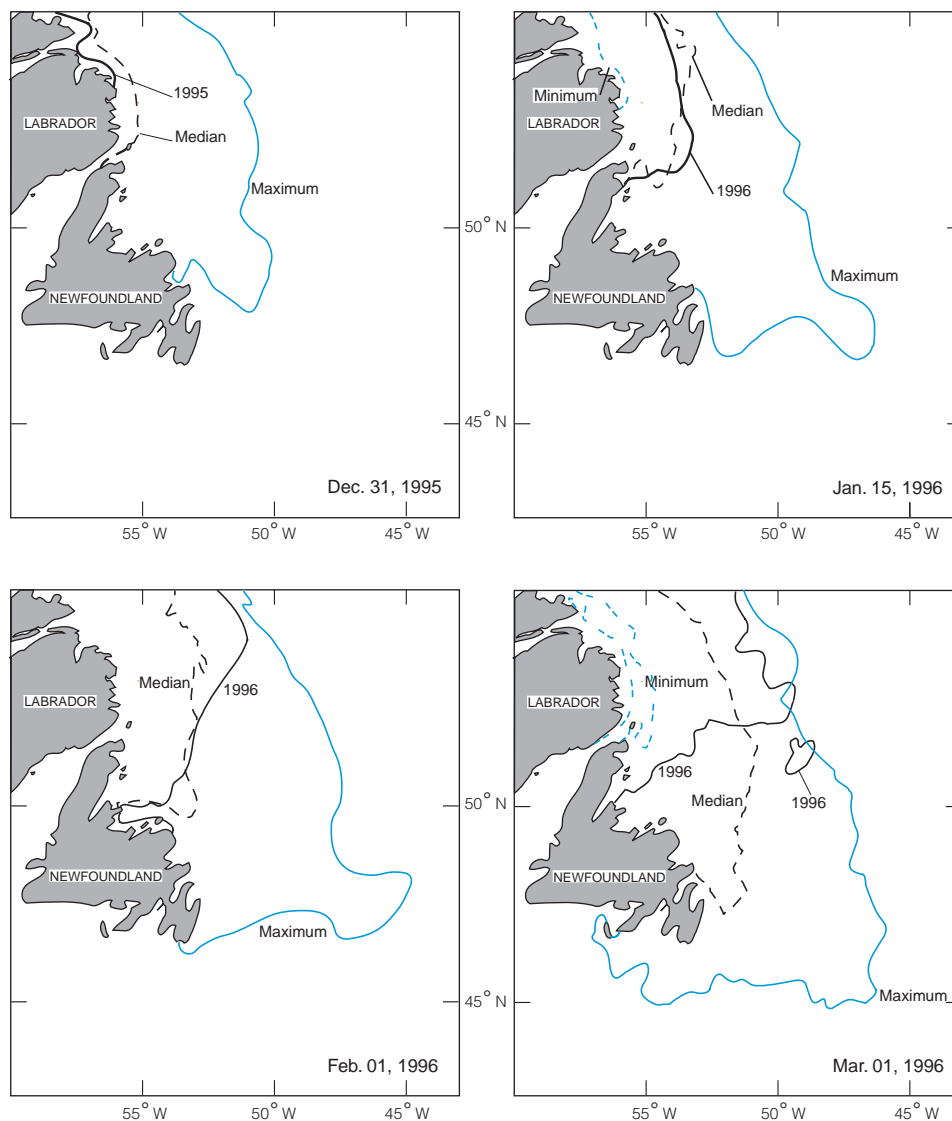 1995
LABRADOR
Median
Maximum
NEWFOUNDLAND
Dec. 31, 1995
55° W
50° W
45° W
50° N
45° N
Minimum
Median
LABRADOR
1996
Maximum
NEWFOUNDLAND
Jan. 15, 1996
55° W
50° W
45° W
Median
1996
LABRADOR
NEWFOUNDLAND
Maximum
Feb. 01, 1996
55° W
50° W
45° W
50° N
45° N
Minimum
LABRADOR
1996
Median
1996
NEWFOUNDLAND
Maximum
Mar. 01, 1996
55° W
50° W
45° W